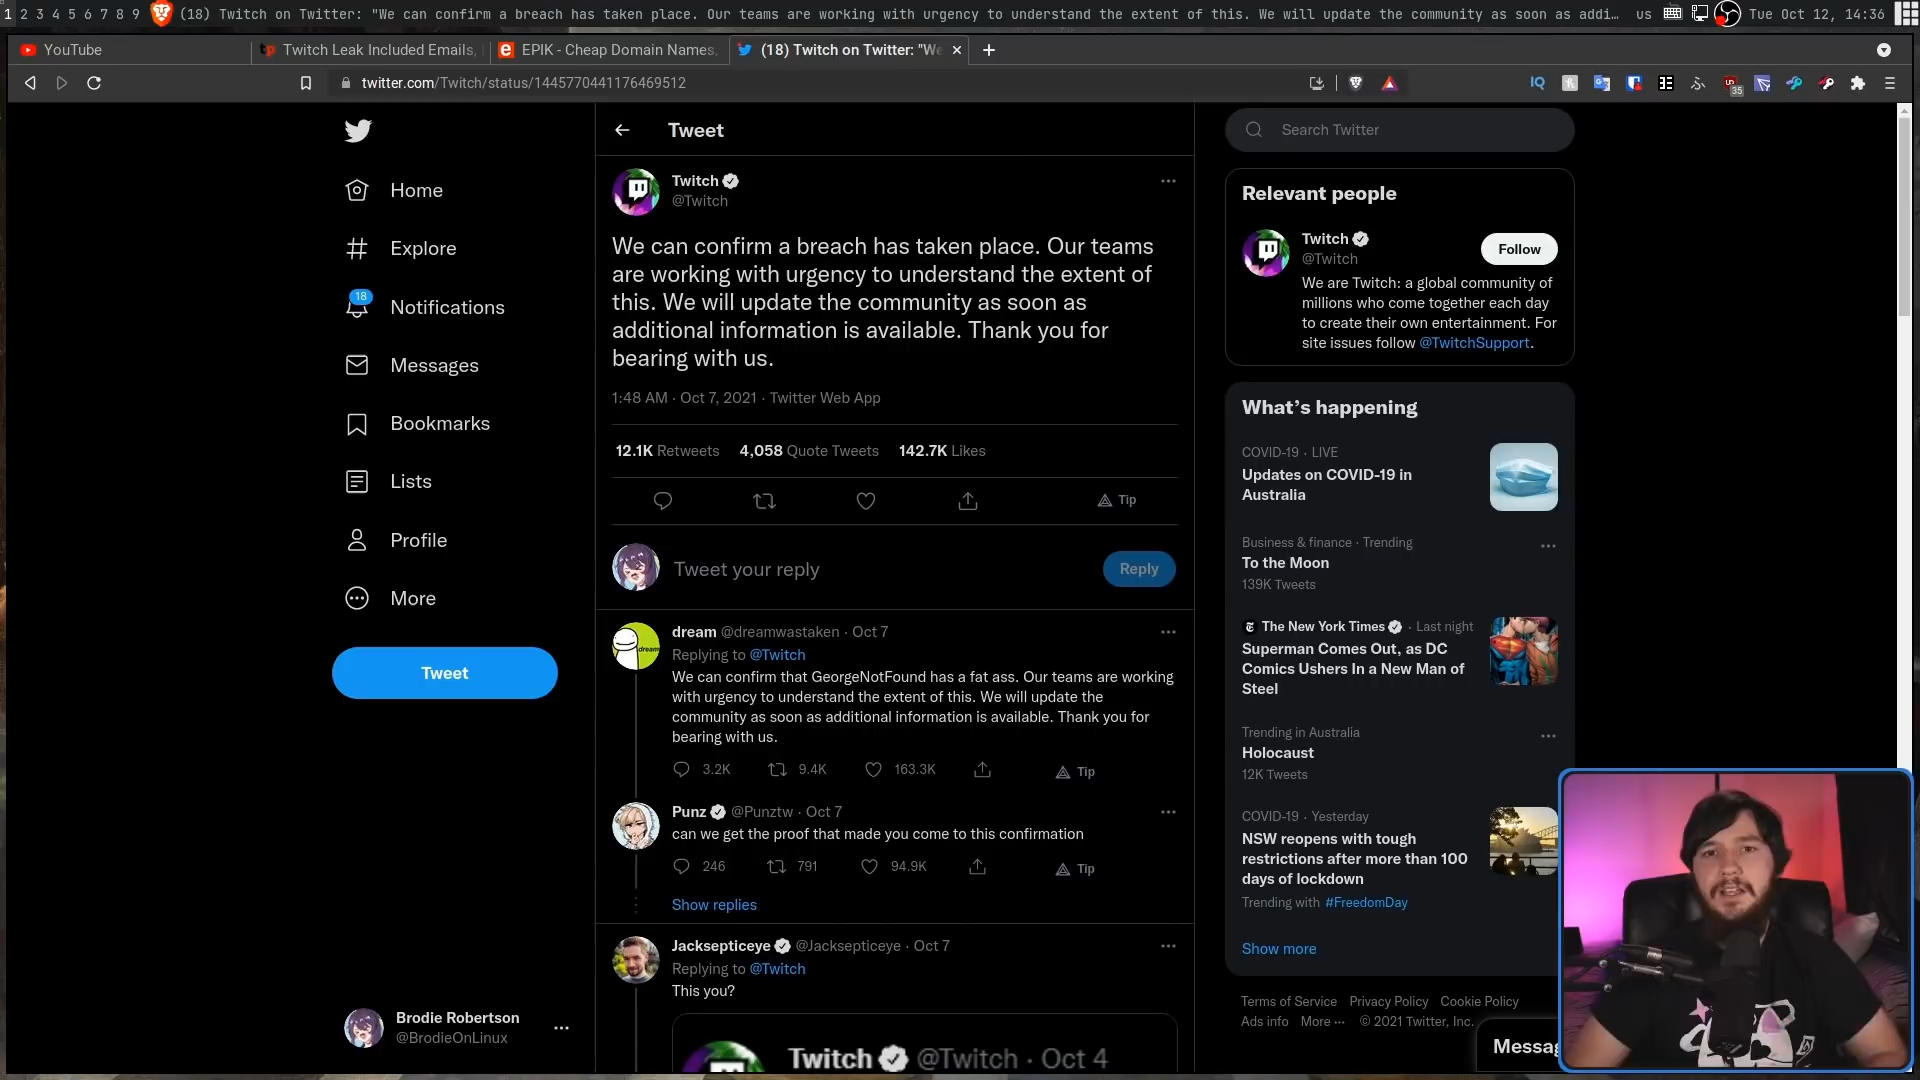 1 2 3 4 5 6 7 8 9 (18) Twitch on Twitter: "We can confirm a breach has taken place. Our teams are working with urgency to understand the extent of this. We will update the community as soon as addi… us Tue Oct 12, 14:36
YouTube
Twitch Leak Included Emails,
EPIK - Cheap Domain Names,
(18) Twitch on Twitter: "We
twitter.com/Twitch/status/1445770441176469512
IQ
35
Home
Explore
18
Notifications
Messages
Bookmarks
Lists
Profile
More
Tweet
Brodie Robertson
@BrodieOnLinux
Tweet
Twitch
@Twitch
We can confirm a breach has taken place. Our teams
are working with urgency to understand the extent of
this. We will update the community as soon as
additional information is available. Thank you for
bearing with us.
1:48 AM · Oct 7, 2021 · Twitter Web App
12.1K Retweets 4,058 Quote Tweets 142.7K Likes
Tip
Tweet your reply
Reply
dream @dreamwastaken · Oct 7
Replying to @Twitch
We can confirm that GeorgeNotFound has a fat ass. Our teams are working
with urgency to understand the extent of this. We will update the
community as soon as additional information is available. Thank you for
bearing with us.
3.2K 9.4K 163.3K Tip
dream
Punz @Punztw · Oct 7
can we get the proof that made you come to this confirmation
246 791 94.9K Tip
Show replies
Jacksepticeye @Jacksepticeye · Oct 7
Replying to @Twitch
This you?
Twitch @Twitch · Oct 4
Search Twitter
Relevant people
Twitch
@Twitch
Follow
We are Twitch: a global community of
millions who come together each day
to create their own entertainment. For
site issues follow @TwitchSupport.
What's happening
COVID-19 · LIVE
Updates on COVID-19 in
Australia
Business & finance · Trending
To the Moon
139K Tweets
The New York Times · Last night
Superman Comes Out, as DC
Comics Ushers In a New Man of
Steel
Trending in Australia
Holocaust
12K Tweets
COVID-19 · Yesterday
NSW reopens with tough
restrictions after more than 100
days of lockdown
Trending with #FreedomDay
Show more
Terms of Service Privacy Policy Cookie Policy
Ads info More ··· © 2021 Twitter, Inc.
Messa